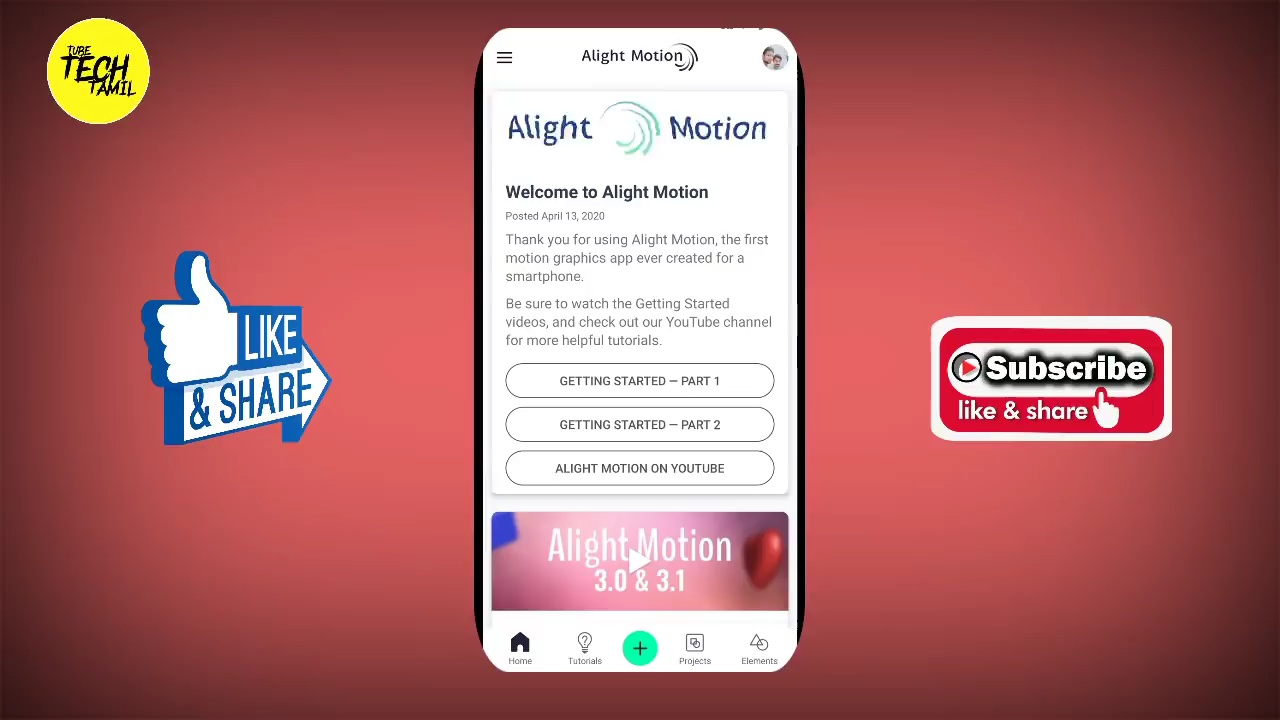 TUBE
TECH
TAMIL
Alight Motion
Alight Motion
Welcome to Alight Motion
Posted April 13, 2020
Thank you for using Alight Motion, the first
motion graphics app ever created for a
smartphone.
Be sure to watch the Getting Started
videos, and check out our YouTube channel
for more helpful tutorials.
GETTING STARTED – PART 1
GETTING STARTED – PART 2
ALIGHT MOTION ON YOUTUBE
Alight Motion
3.0 & 3.1
Home
Tutorials
Projects
Elements
LIKE
& SHARE
Subscribe
like & share